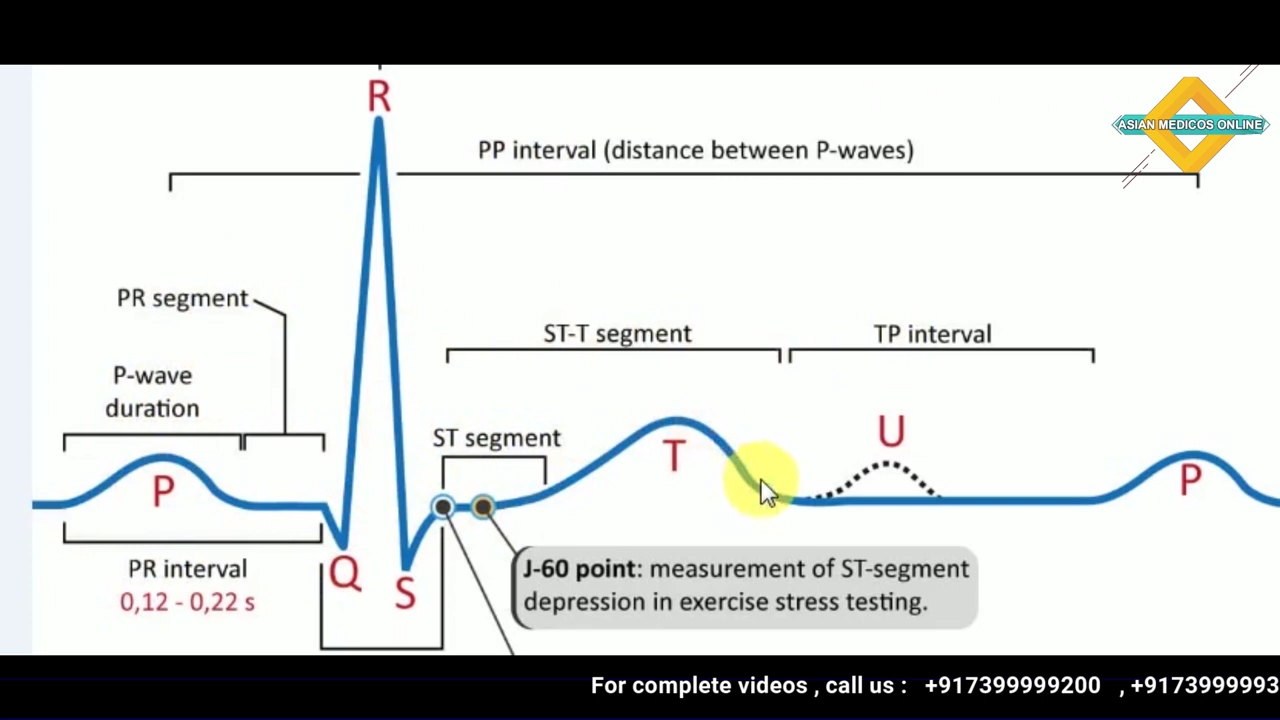 R
ASIAN MEDICOS ONLINE
PP interval (distance between P-waves)
PR segment
ST-T segment
TP interval
P-wave
duration
ST segment
U
T
P
P
PR interval
0,12 - 0,22 s
Q
S
J-60 point: measurement of ST-segment
depression in exercise stress testing.
For complete videos , call us : +917399999200 , +9173999993